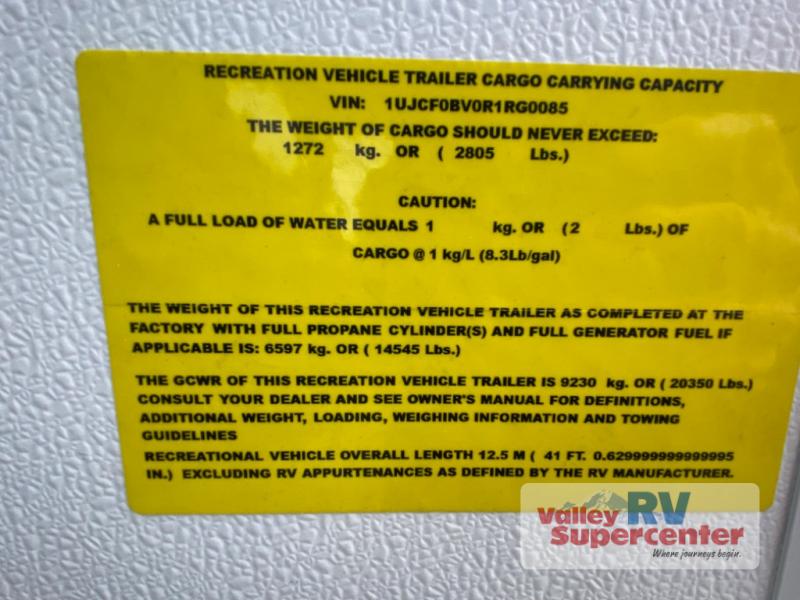 RECREATION VEHICLE TRAILER CARGO CARRYING CAPACITY
VIN: 1UJCF0BV0R1RG0085
THE WEIGHT OF CARGO SHOULD NEVER EXCEED:
1272 kg. OR ( 2805 Lbs.)
CAUTION:
A FULL LOAD OF WATER EQUALS 1 kg. OR (2 Lbs.) OF
CARGO @ 1 kg/L (8.3Lb/gal)
THE WEIGHT OF THIS RECREATION VEHICLE TRAILER AS COMPLETED AT THE
FACTORY WITH FULL PROPANE CYLINDER(S) AND FULL GENERATOR FUEL IF
APPLICABLE IS: 6597 kg. OR ( 14545 Lbs.)
THE GCWR OF THIS RECREATION VEHICLE TRAILER IS 9230 kg. OR ( 20350 Lbs.)
CONSULT YOUR DEALER AND SEE OWNER'S MANUAL FOR DEFINITIONS,
ADDITIONAL WEIGHT, LOADING, WEIGHING INFORMATION AND TOWING
GUIDELINES
RECREATIONAL VEHICLE OVERALL LENGTH 12.5 M ( 41 FT. 0.629999999999995
IN.) EXCLUDING RV APPURTENANCES AS DEFINED BY THE RV MANUFACTURER.
Valley RV
Supercenter
Where journeys begin.